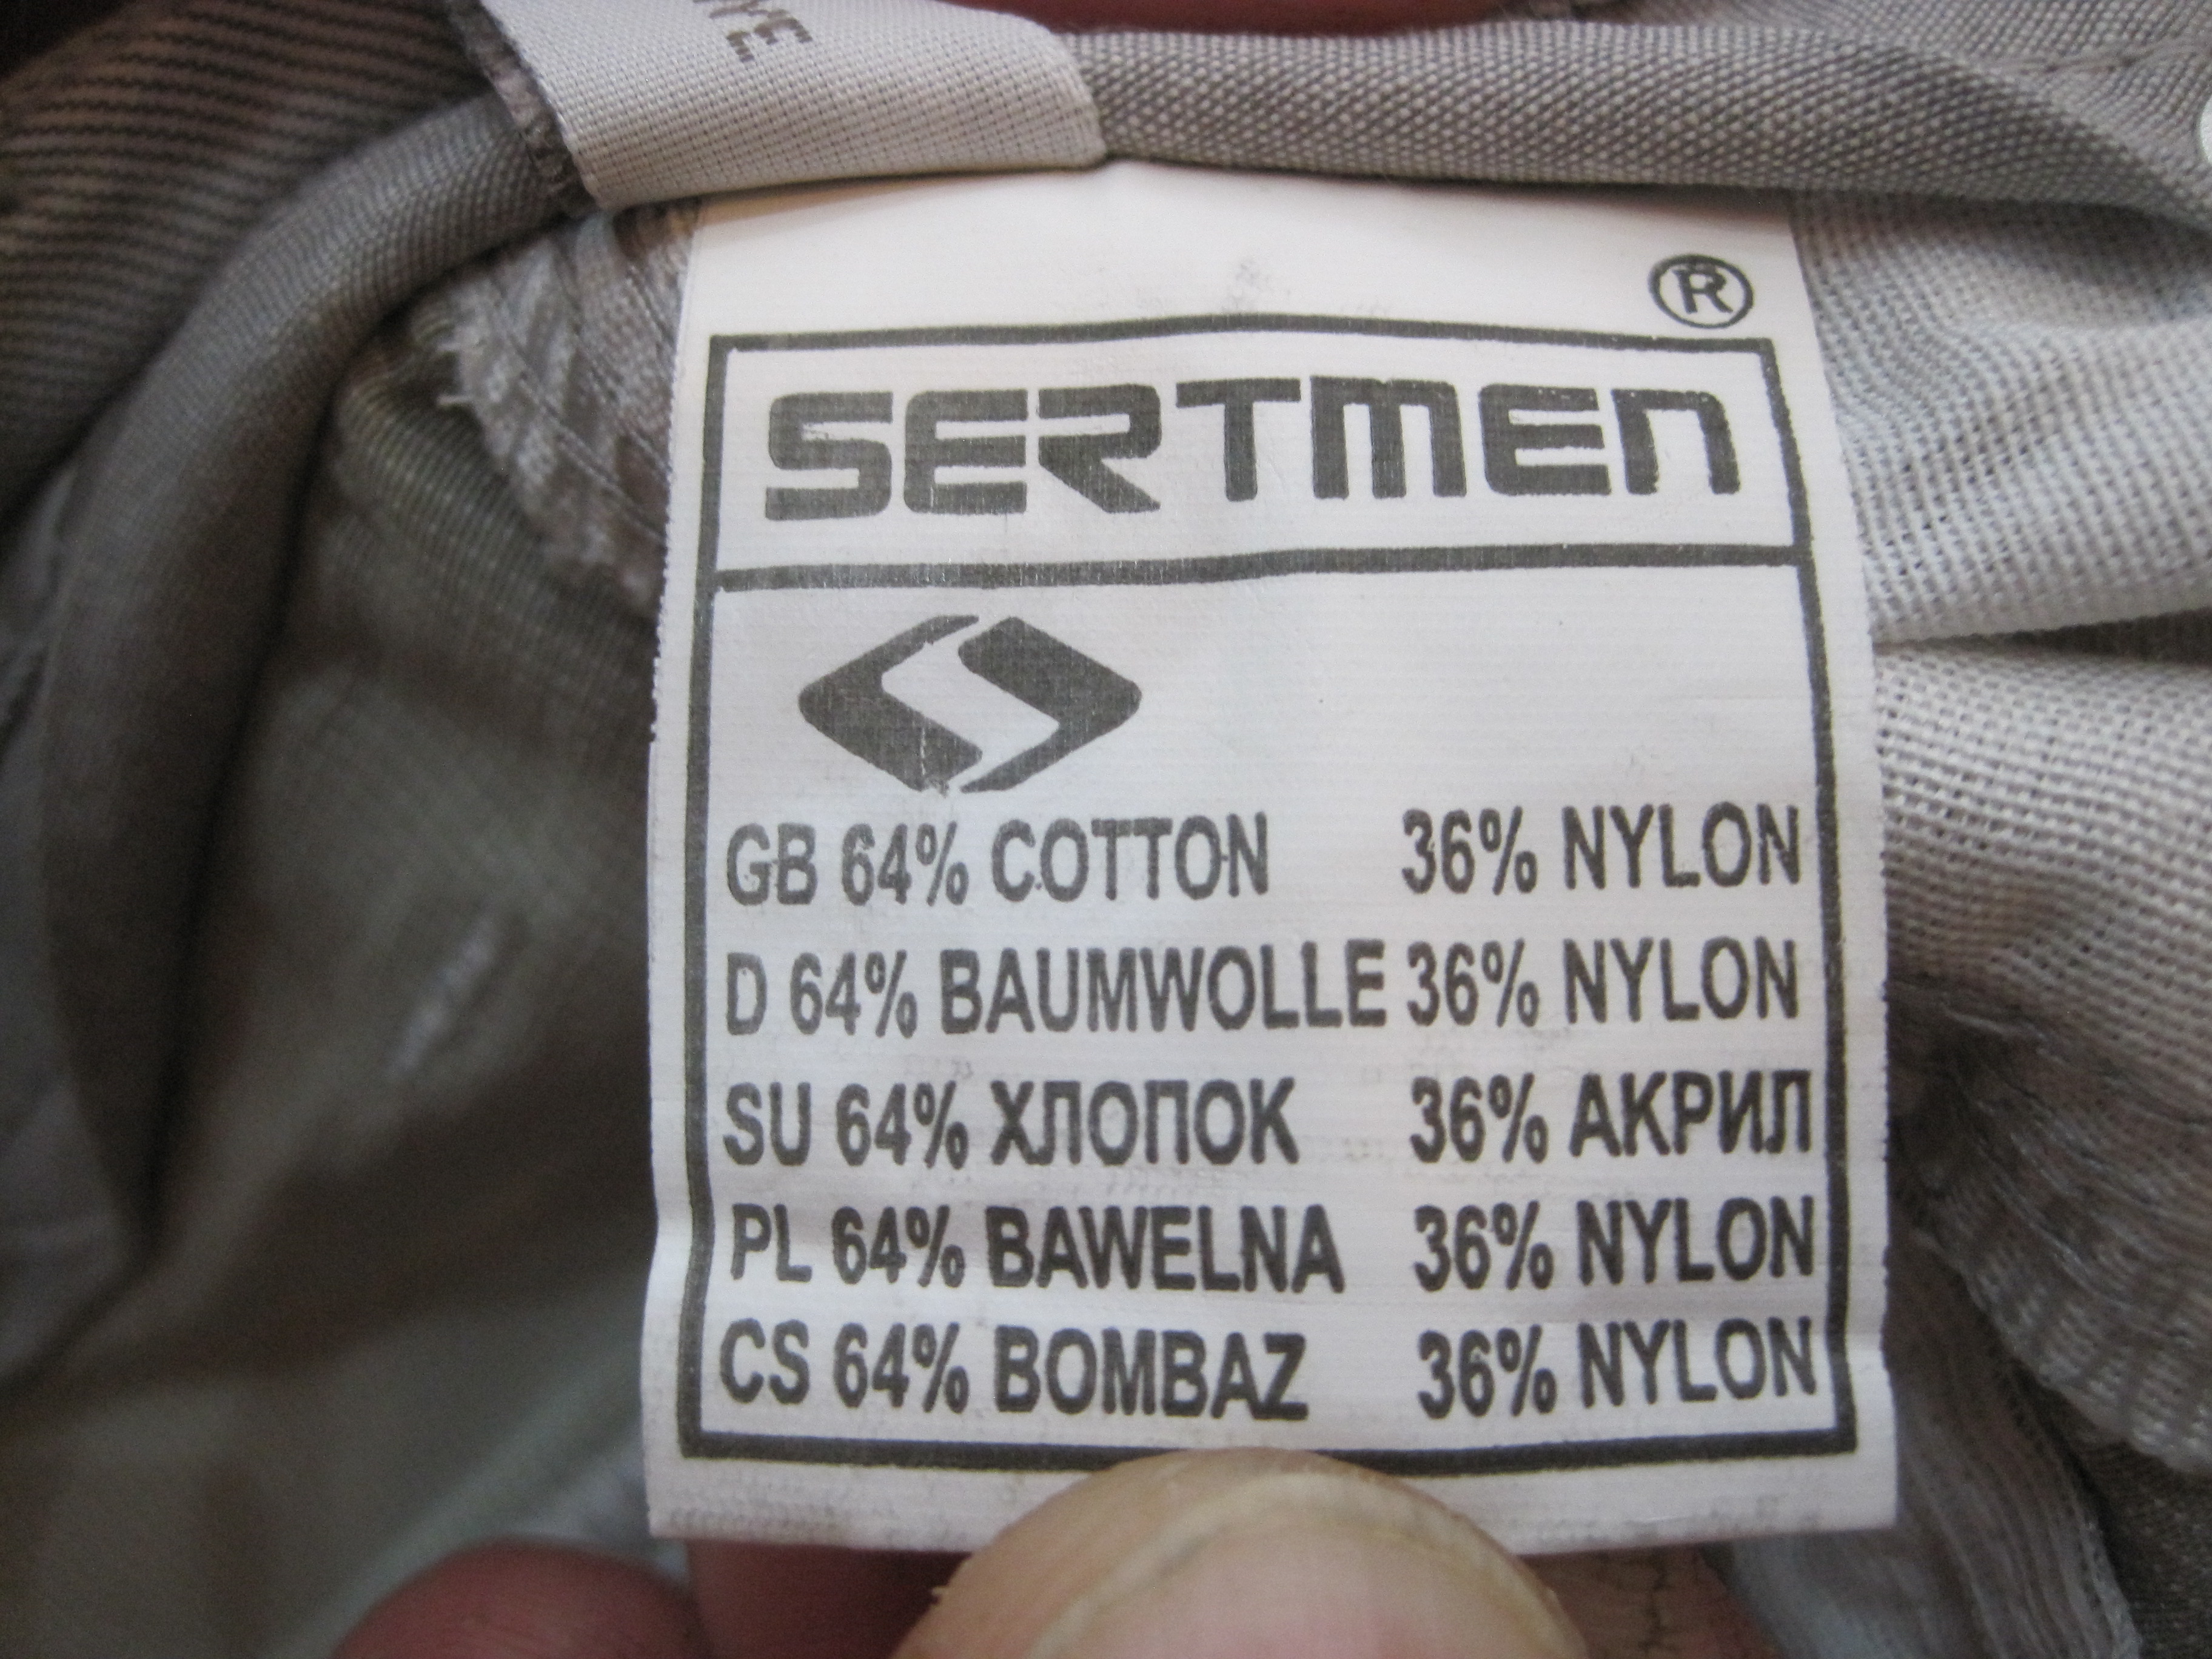 ®
SERTMEN
GB 64% COTTON 36% NYLON
D 64% BAUMWOLLE 36% NYLON
SU 64% ХЛОПОК 36% АКРИЛ
PL 64% BAWELNA 36% NYLON
CS 64% BOMBAZ 36% NYLON